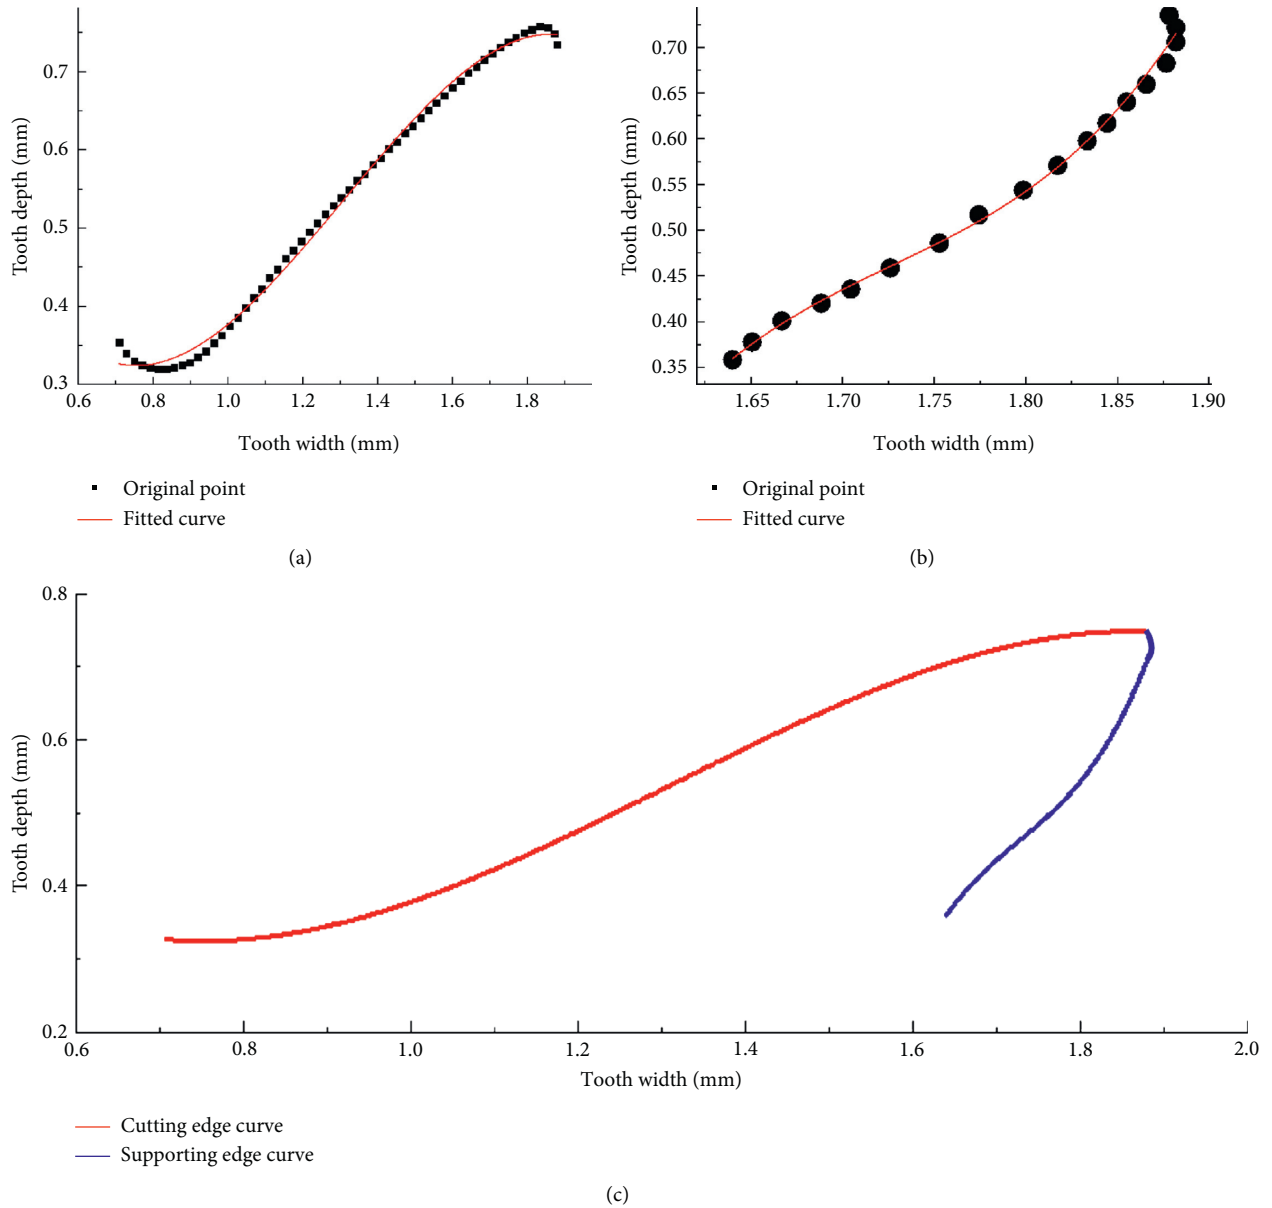 0.7
0.6
0.5
0.4
0.3
Tooth depth (mm)
0.6 0.8 1.0 1.2 1.4 1.6 1.8
Tooth width (mm)
Original point
Fitted curve
(a)
0.70
0.65
0.60
0.55
0.50
0.45
0.40
0.35
Tooth depth (mm)
1.65 1.70 1.75 1.80 1.85 1.90
Tooth width (mm)
Original point
Fitted curve
(b)
0.8
0.6
0.4
0.2
Tooth depth (mm)
0.6 0.8 1.0 1.2 1.4 1.6 1.8 2.0
Tooth width (mm)
Cutting edge curve
Supporting edge curve
(c)